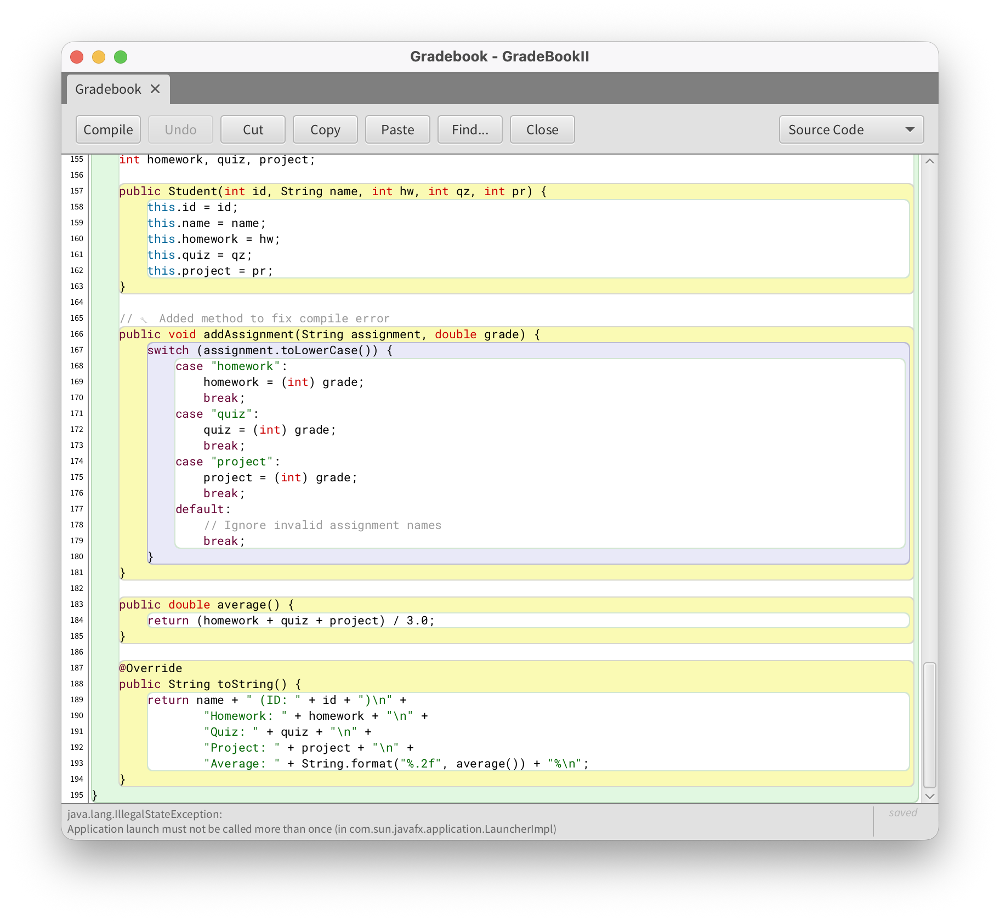 Gradebook - GradeBookII
Gradebook
Compile Undo Cut Copy Paste Find... Close Source Code
155 int homework, quiz, project;
156
157 public Student(int id, String name, int hw, int qz, int pr) {
158 this.id = id;
159 this.name = name;
160 this.homework = hw;
161 this.quiz = qz;
162 this.project = pr;
163 }
164
165 // Added method to fix compile error
166 public void addAssignment(String assignment, double grade) {
167 switch (assignment.toLowerCase()) {
168 case "homework":
169 homework = (int) grade;
170 break;
171 case "quiz":
172 quiz = (int) grade;
173 break;
174 case "project":
175 project = (int) grade;
176 break;
177 default:
178 // Ignore invalid assignment names
179 break;
180 }
181 }
182
183 public double average() {
184 return (homework + quiz + project) / 3.0;
185 }
186
187 @Override
188 public String toString() {
189 return name + " (ID: " + id + ")\n" +
190 "Homework: " + homework + "\n" +
191 "Quiz: " + quiz + "\n" +
192 "Project: " + project + "\n" +
193 "Average: " + String.format("%.2f", average()) + "%\n";
194 }
195 }
java.lang.IllegalStateException:
Application launch must not be called more than once (in com.sun.javafx.application.LauncherImpl)
saved